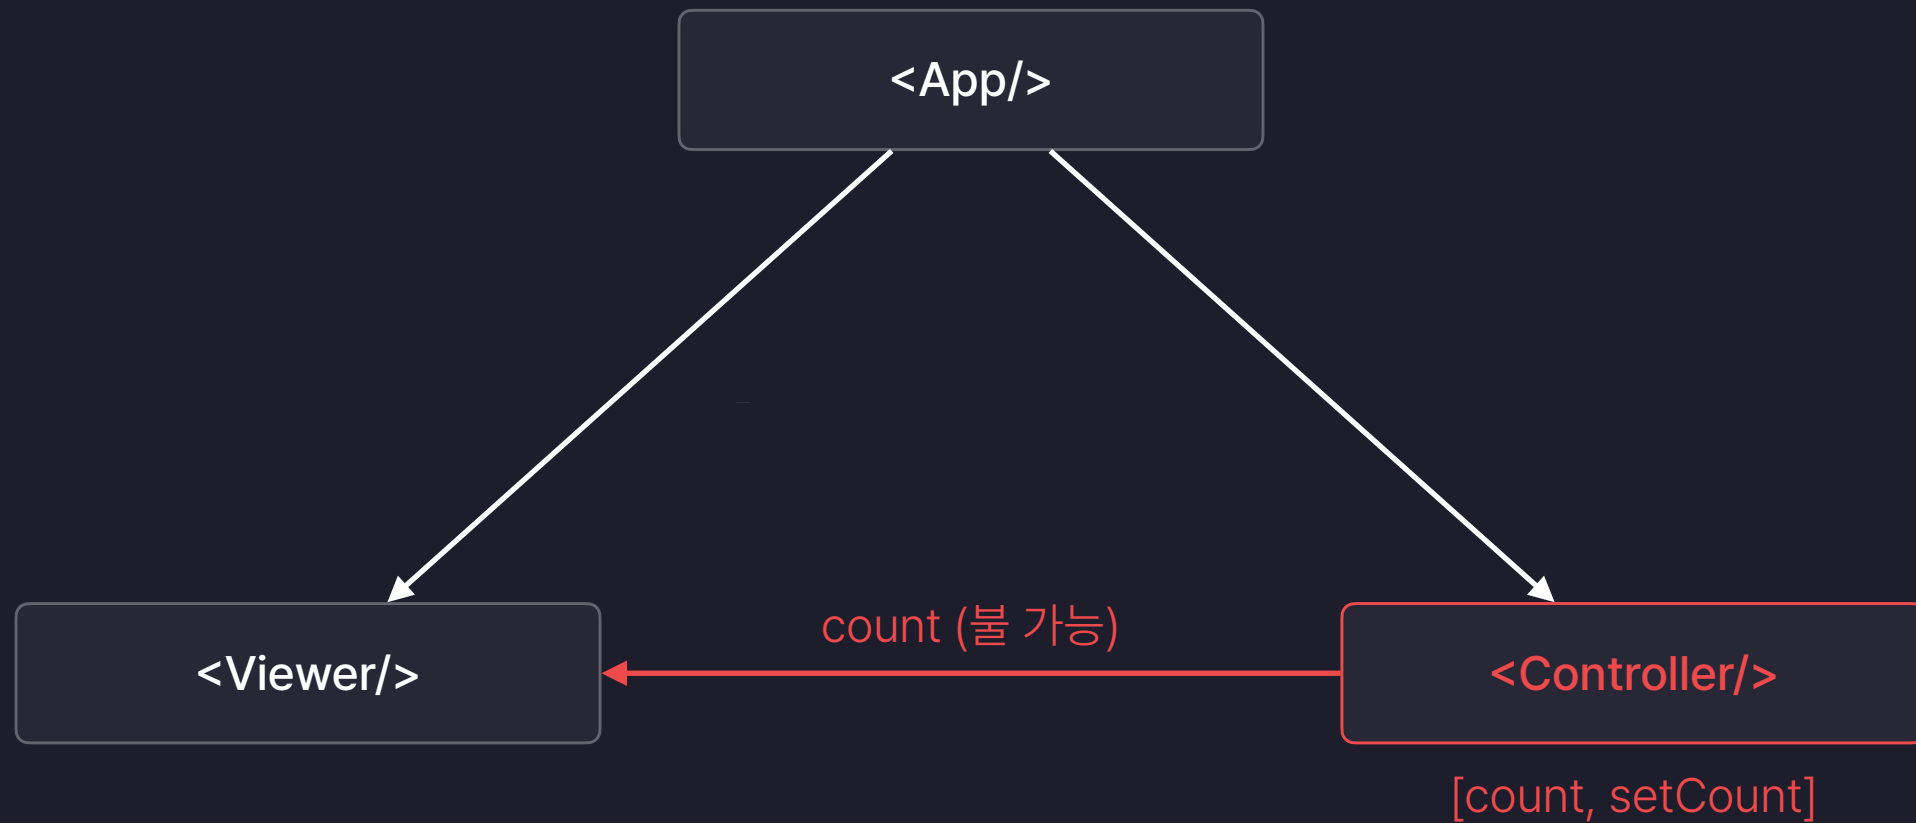 <App/>
count (불 가능)
<Viewer/>
<Controller/>
[count, setCount]